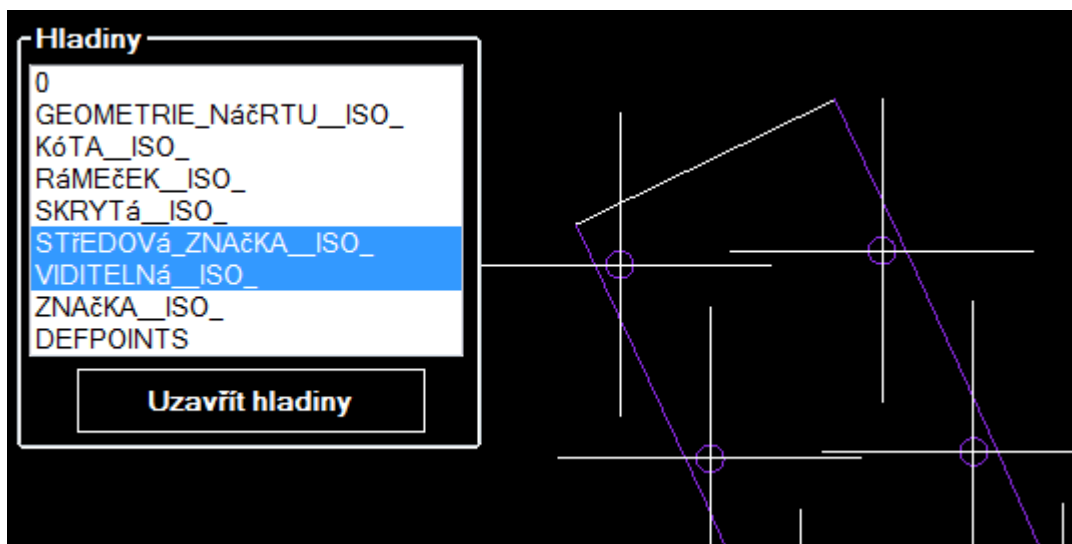 Hladiny
0
GEOMETRIE_NáčRTU__ISO_
KóTA__ISO_
RáMEčEK__ISO_
SKRYTá__ISO_
STřEDOVá_ZNAčKA__ISO_
VIDITELNá__ISO_
ZNAčKA__ISO_
DEFPOINTS
Uzavřít hladiny